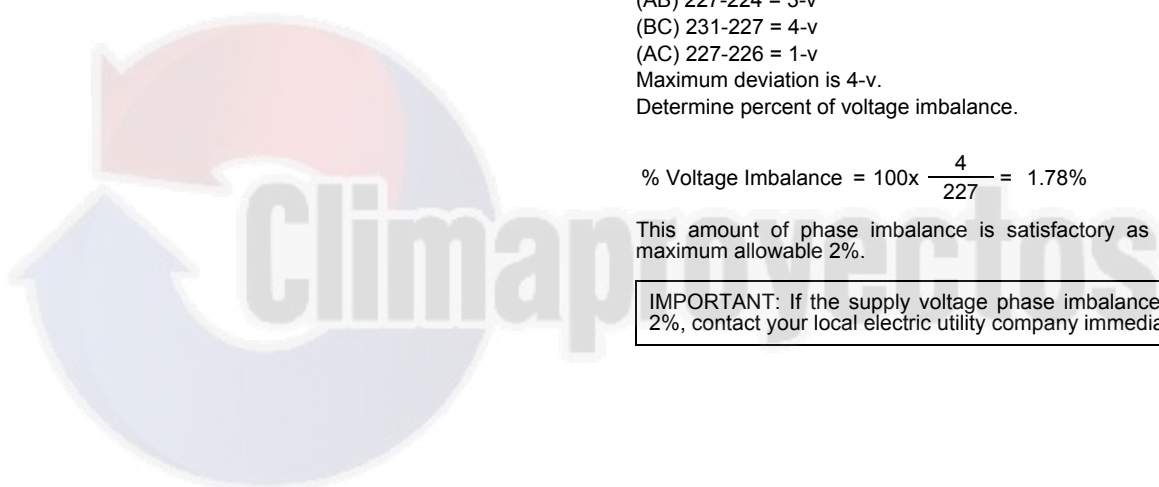 (AB) 227-224 = 3-v
(BC) 231-227 = 4-v
(AC) 227-226 = 1-v
Maximum deviation is 4-v.
Determine percent of voltage imbalance.
% Voltage Imbalance = 100x 4/227 = 1.78%
This amount of phase imbalance is satisfactory as
maximum allowable 2%.
IMPORTANT: If the supply voltage phase imbalance
2%, contact your local electric utility company
Climaproyectos